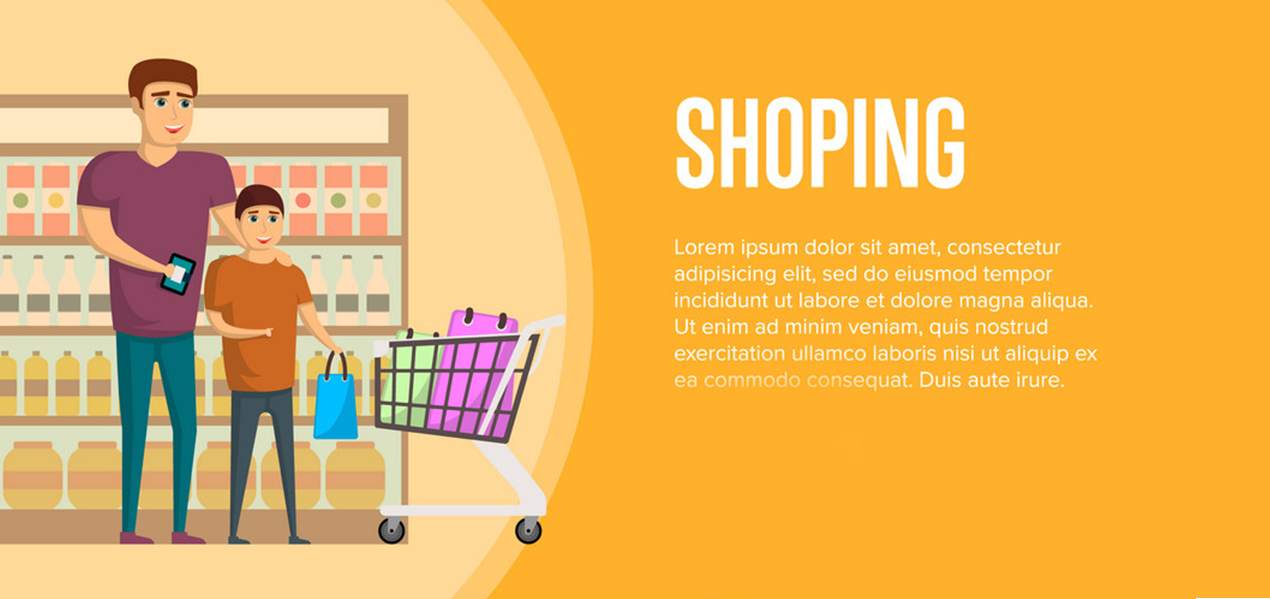 SHOPING
Lorem ipsum dolor sit amet, consectetur
adipisicing elit, sed do eiusmod tempor
incididunt ut labore et dolore magna aliqua.
Ut enim ad minim veniam, quis nostrud
exercitation ullamco laboris nisi ut aliquip ex
ea commodo consequat. Duis aute irure.